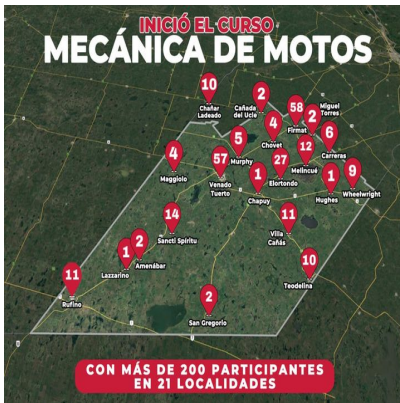 INICIÓ EL CURSO
MECÁNICA DE MOTOS
10
Chañar
Ladeado
2
Cañada
del Ucle
58
Firmat
2
Miguel
Torres
4
Chovet
6
Carreras
5
Murphy
12
Melincué
4
Maggiolo
57
Venado
Tuerto
27
Elortondo
1
Chapuy
1
Hughes
9
Wheelwright
14
Sancti Spiritu
11
Villa
Cañás
2
Amenábar
1
Lazzarino
10
Teodelina
11
Rufino
2
San Gregorio
CON MÁS DE 200 PARTICIPANTES
EN 21 LOCALIDADES